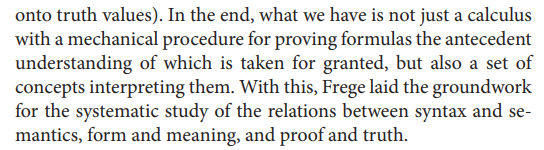 onto truth values). In the end, what we have is not just a calculus
with a mechanical procedure for proving formulas the antecedent
understanding of which is taken for granted, but also a set of
concepts interpreting them. With this, Frege laid the groundwork
for the systematic study of the relations between syntax and se-
mantics, form and meaning, and proof and truth.